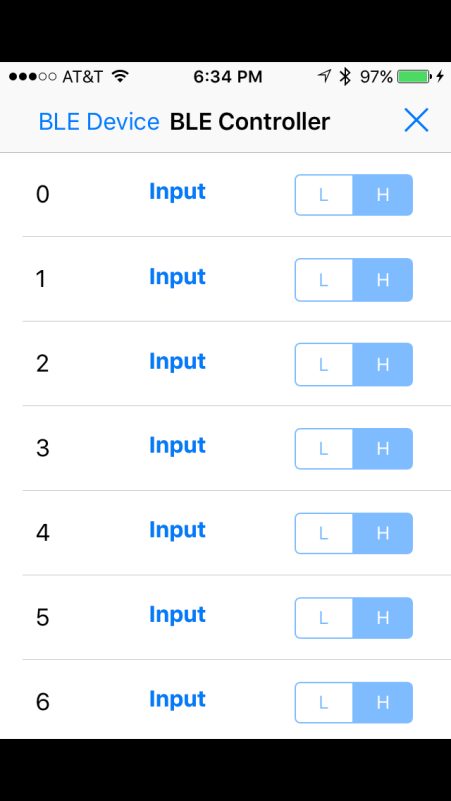 AT&T 6:34 PM 97%
BLE Device BLE Controller
0 Input L H
1 Input L H
2 Input L H
3 Input L H
4 Input L H
5 Input L H
6 Input L H